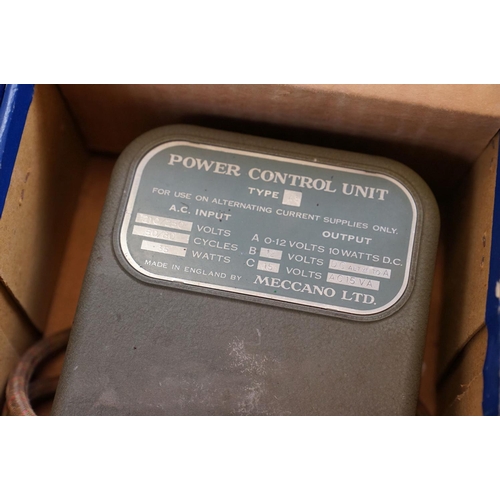 POWER CONTROL UNIT
TYPE
FOR USE ON ALTERNATING CURRENT SUPPLIES ONLY.
A.C. INPUT OUTPUT
VOLTS A 0-12 VOLTS 10 WATTS D.C.
CYCLES B VOLTS
WATTS C 15 VOLTS
MADE IN ENGLAND BY MECCANO LTD.